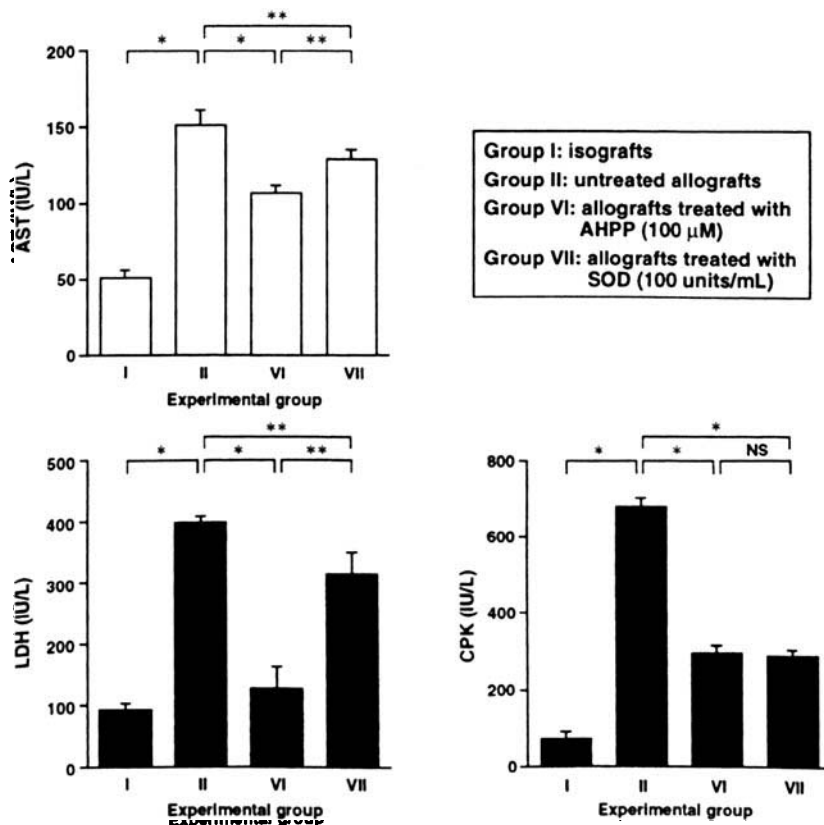 **
* * **
200
150
100
50
0
AST (IU/L)
I II VI VII
Experimental group
Group I: isografts
Group II: untreated allografts
Group VI: allografts treated with
AHPP (100 μM)
Group VII: allografts treated with
SOD (100 units/mL)
**
* * **
500
400
300
200
100
0
LDH (IU/L)
I II VI VII
Experimental group
*
* * NS
800
600
400
200
0
CPK (IU/L)
I II VI VII
Experimental group